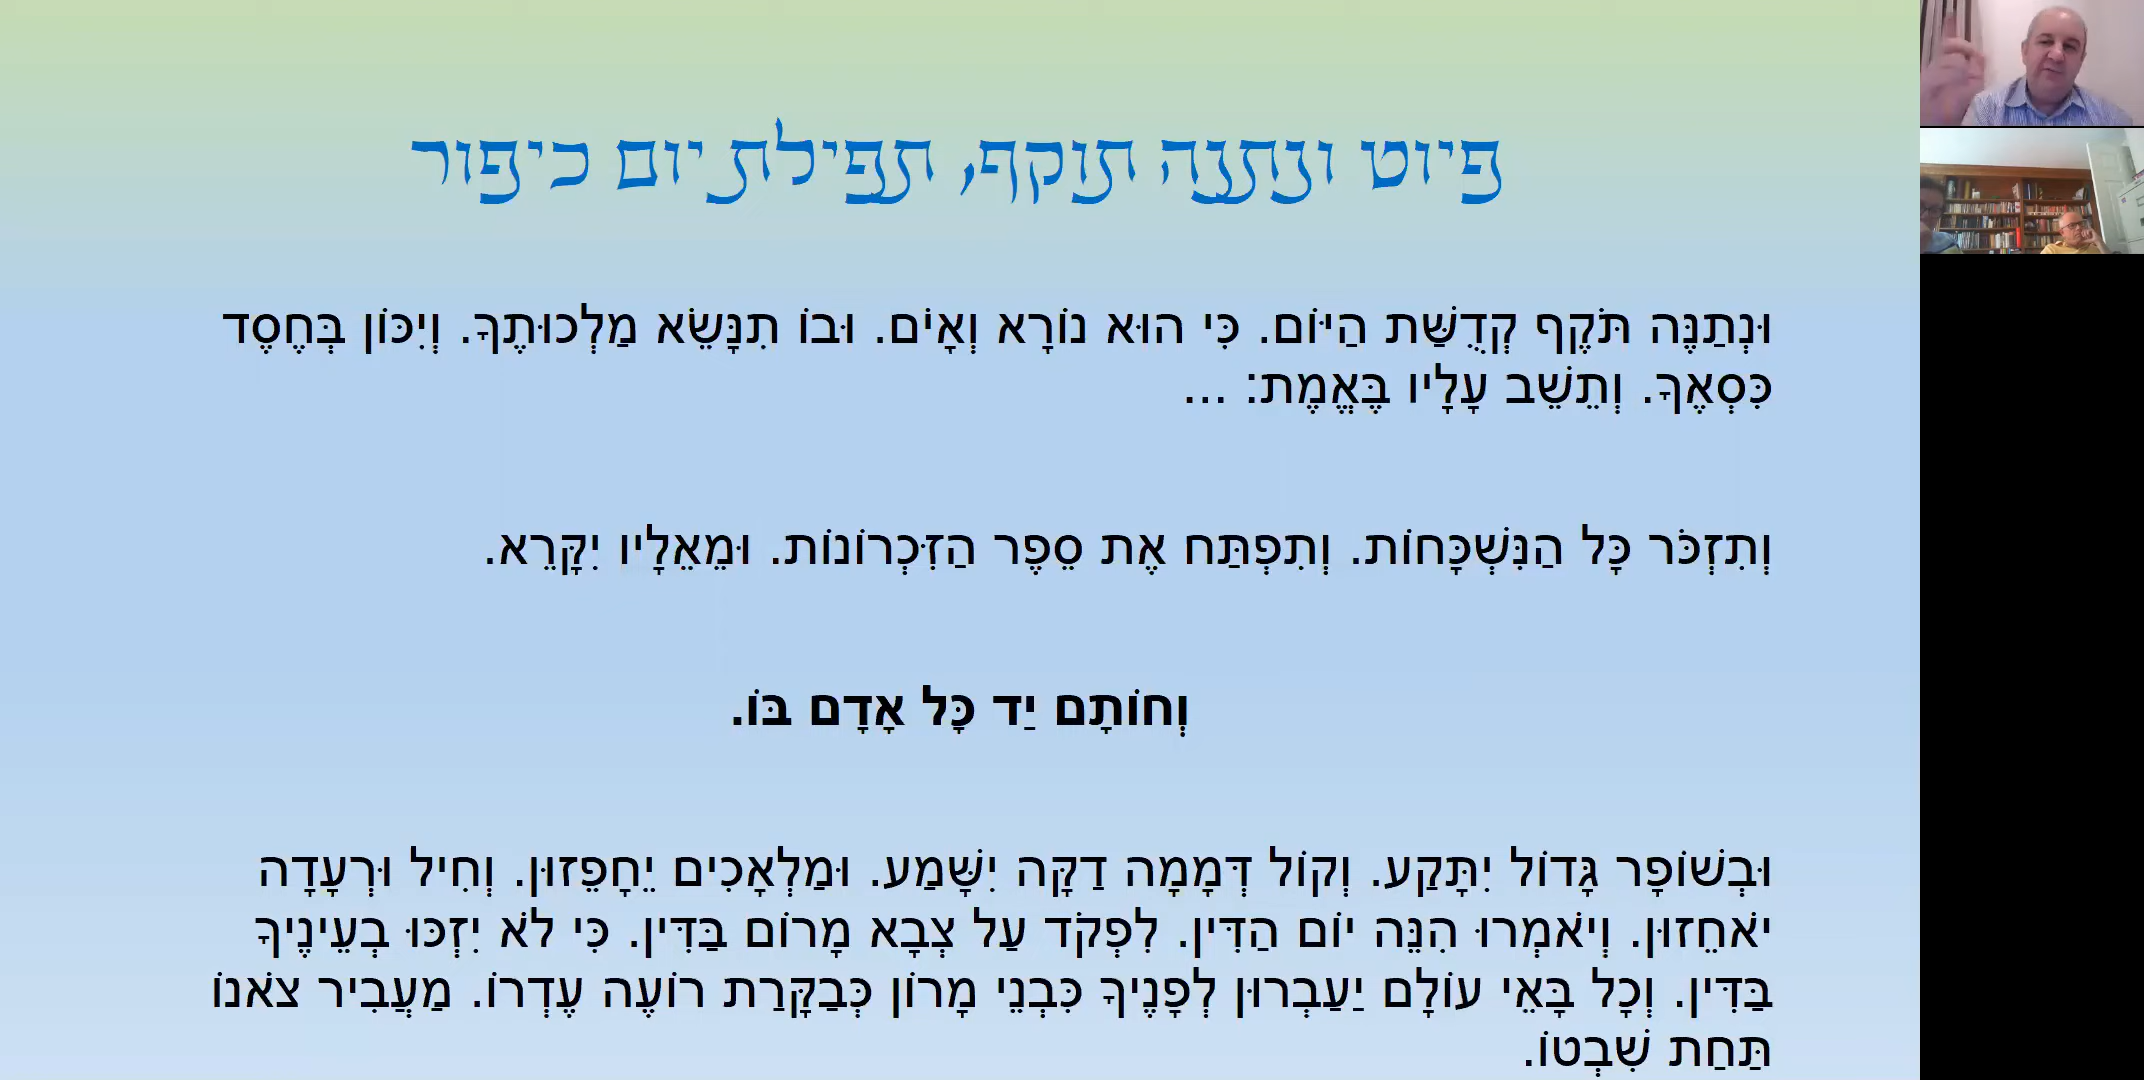 פיוט ונתנה תוקף, תפילת יום כיפור
וּנְתַנֶּה תֹּקֶף קְדֻשַּׁת הַיּוֹם. כִּי הוּא נוֹרָא וְאָיֹם. וּבוֹ תִנָּשֵׂא מַלְכוּתֶךָ. וְיִכּוֹן בְּחֶסֶד
כִּסְאֶךָ. וְתֵשֵׁב עָלָיו בֶּאֱמֶת: ...
וְתִזְכֹּר כָּל הַנִּשְׁכָּחוֹת. וְתִפְתַּח אֶת סֵפֶר הַזִּכְרוֹנוֹת. וּמֵאֵלָיו יִקָּרֵא.
וְחוֹתָם יַד כָּל אָדָם בּוֹ.
וּבְשׁוֹפָר גָּדוֹל יִתָּקַע. וְקוֹל דְּמָמָה דַקָּה יִשָּׁמַע. וּמַלְאָכִים יֵחָפֵזוּן. וְחִיל וּרְעָדָה
יֹאחֵזוּן. וְיֹאמְרוּ הִנֵּה יוֹם הַדִּין. לִפְקֹד עַל צְבָא מָרוֹם בַּדִּין. כִּי לֹא יִזְכּוּ בְעֵינֶיךָ
בַּדִּין. וְכָל בָּאֵי עוֹלָם יַעַבְרוּן לְפָנֶיךָ כִּבְנֵי מָרוֹן כְּבַקָּרַת רוֹעֶה עֶדְרוֹ. מַעֲבִיר צֹאנוֹ
תַּחַת שִׁבְטוֹ.